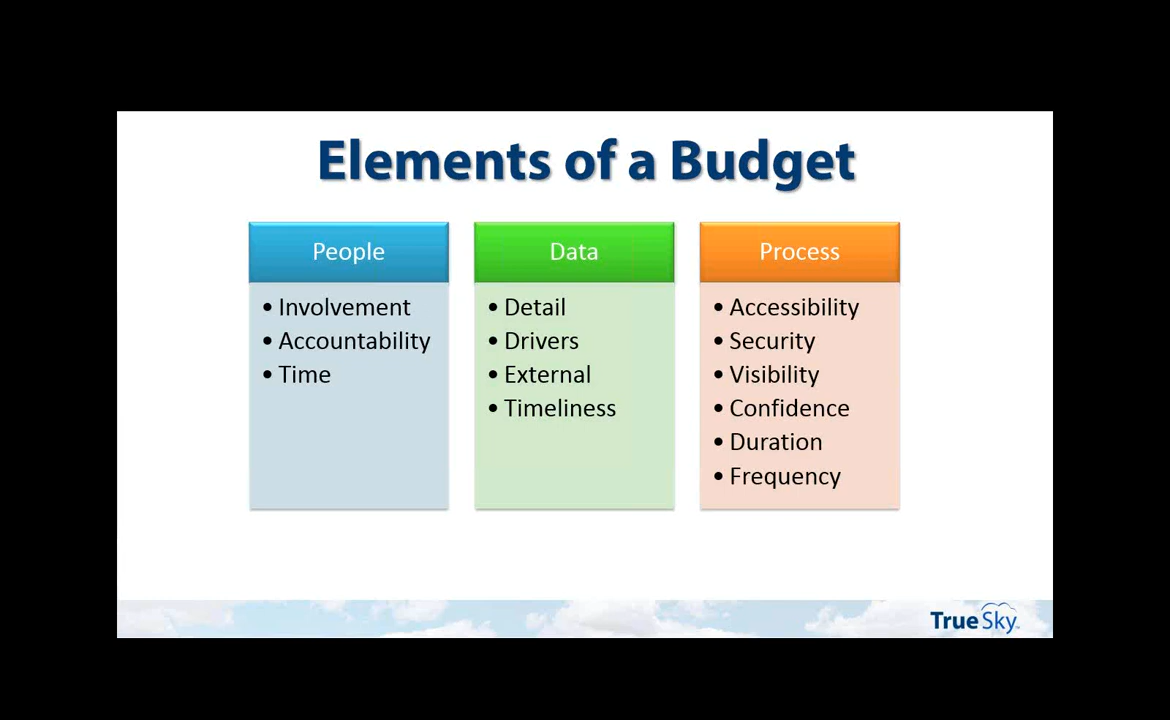 Elements of a Budget
People
• Involvement
• Accountability
• Time
Data
• Detail
• Drivers
• External
• Timeliness
Process
• Accessibility
• Security
• Visibility
• Confidence
• Duration
• Frequency
TrueSky™